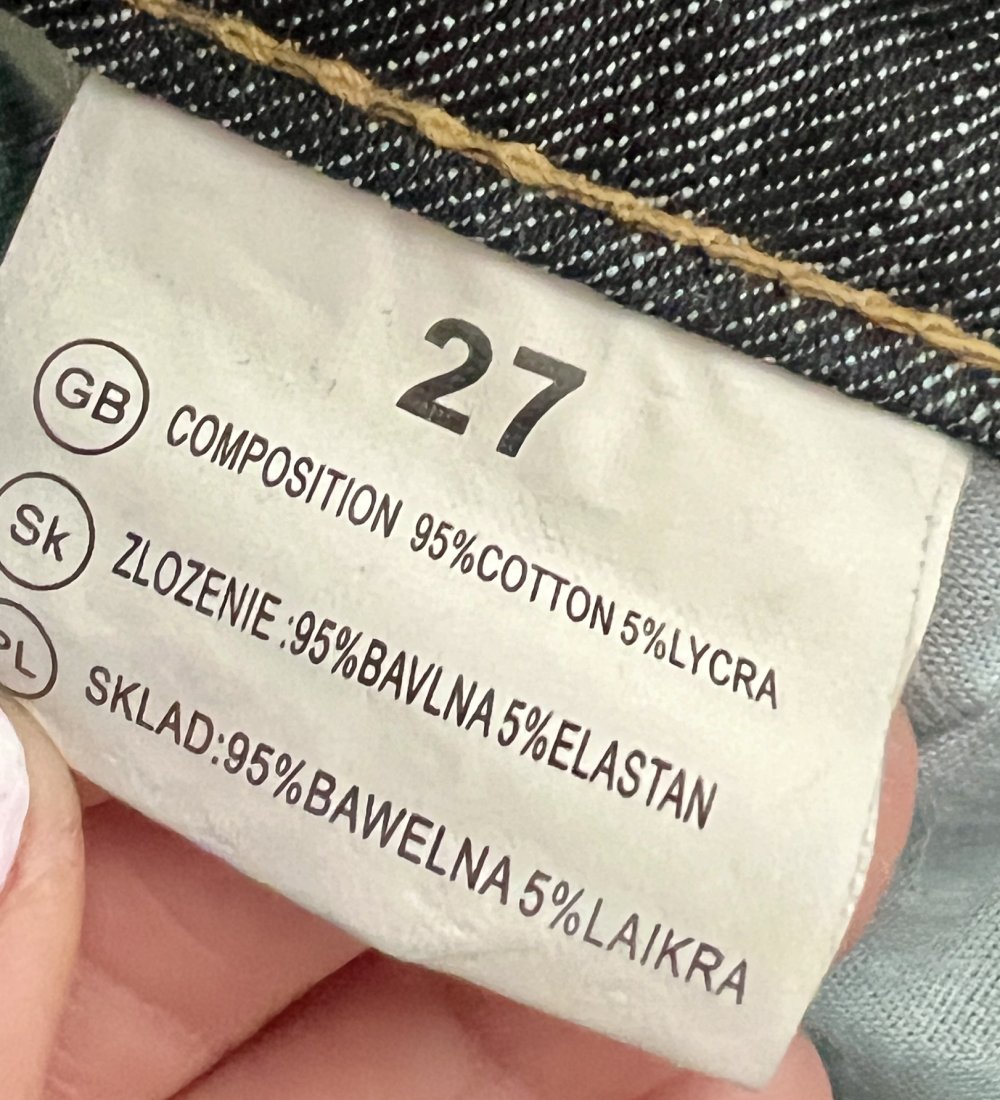 27
GB COMPOSITION 95%COTTON 5%LYCRA
Sk ZLOZENIE :95%BAVLNA 5%ELASTAN
PL SKLAD:95%BAWELNA 5%LAIKRA